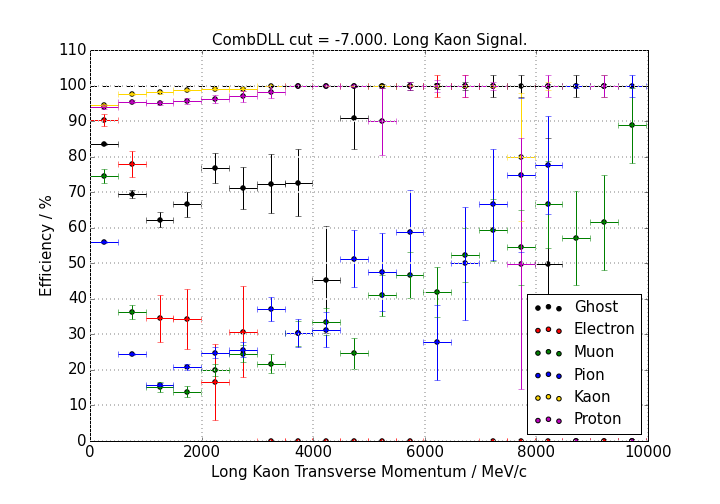 CombDLL cut = -7.000. Long Kaon Signal.
110
100
90
80
70
60
50
40
30
20
10
0
Efficiency / %
Ghost
Electron
Muon
Pion
Kaon
Proton
0 2000 4000 6000 8000 10000
Long Kaon Transverse Momentum / MeV/c